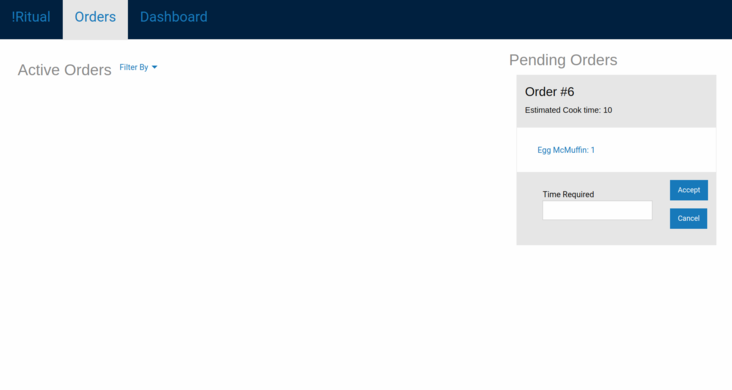 !Ritual Orders Dashboard
Active Orders Filter By
Pending Orders
Order #6
Estimated Cook time: 10
Egg McMuffin: 1
Time Required
Accept
Cancel